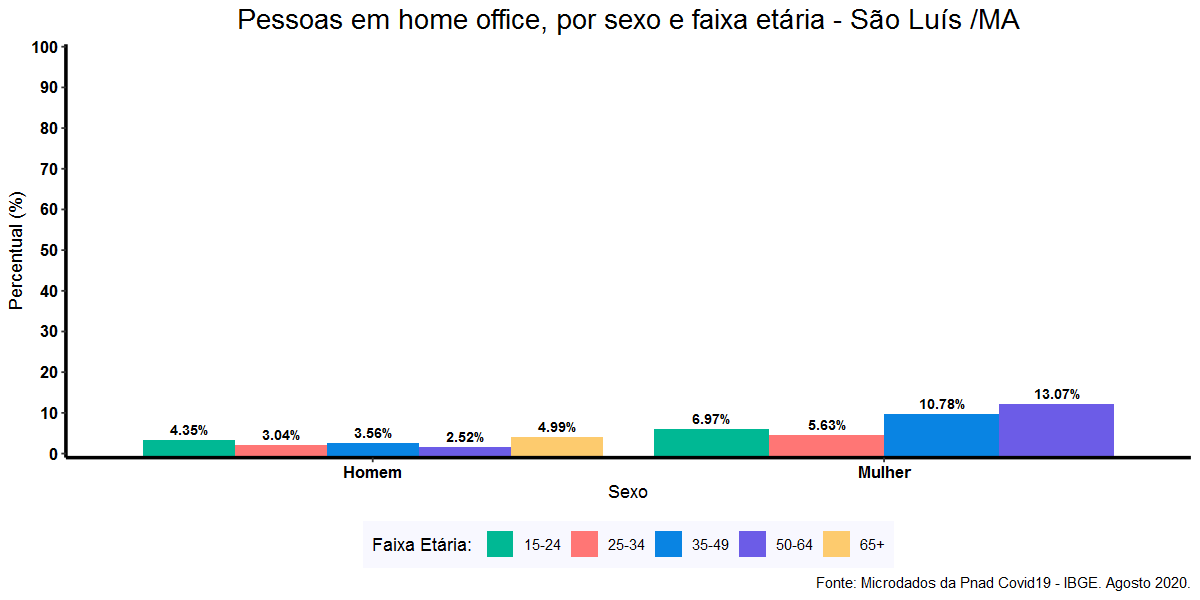 Pessoas em home office, por sexo e faixa etária - São Luís /MA
Percentual (%)
100
90
80
70
60
50
40
30
20
10
0
4.35%
3.04%
3.56%
2.52%
4.99%
6.97%
5.63%
10.78%
13.07%
Homem
Mulher
Sexo
Faixa Etária: 15-24 25-34 35-49 50-64 65+
Fonte: Microdados da Pnad Covid19 - IBGE. Agosto 2020.